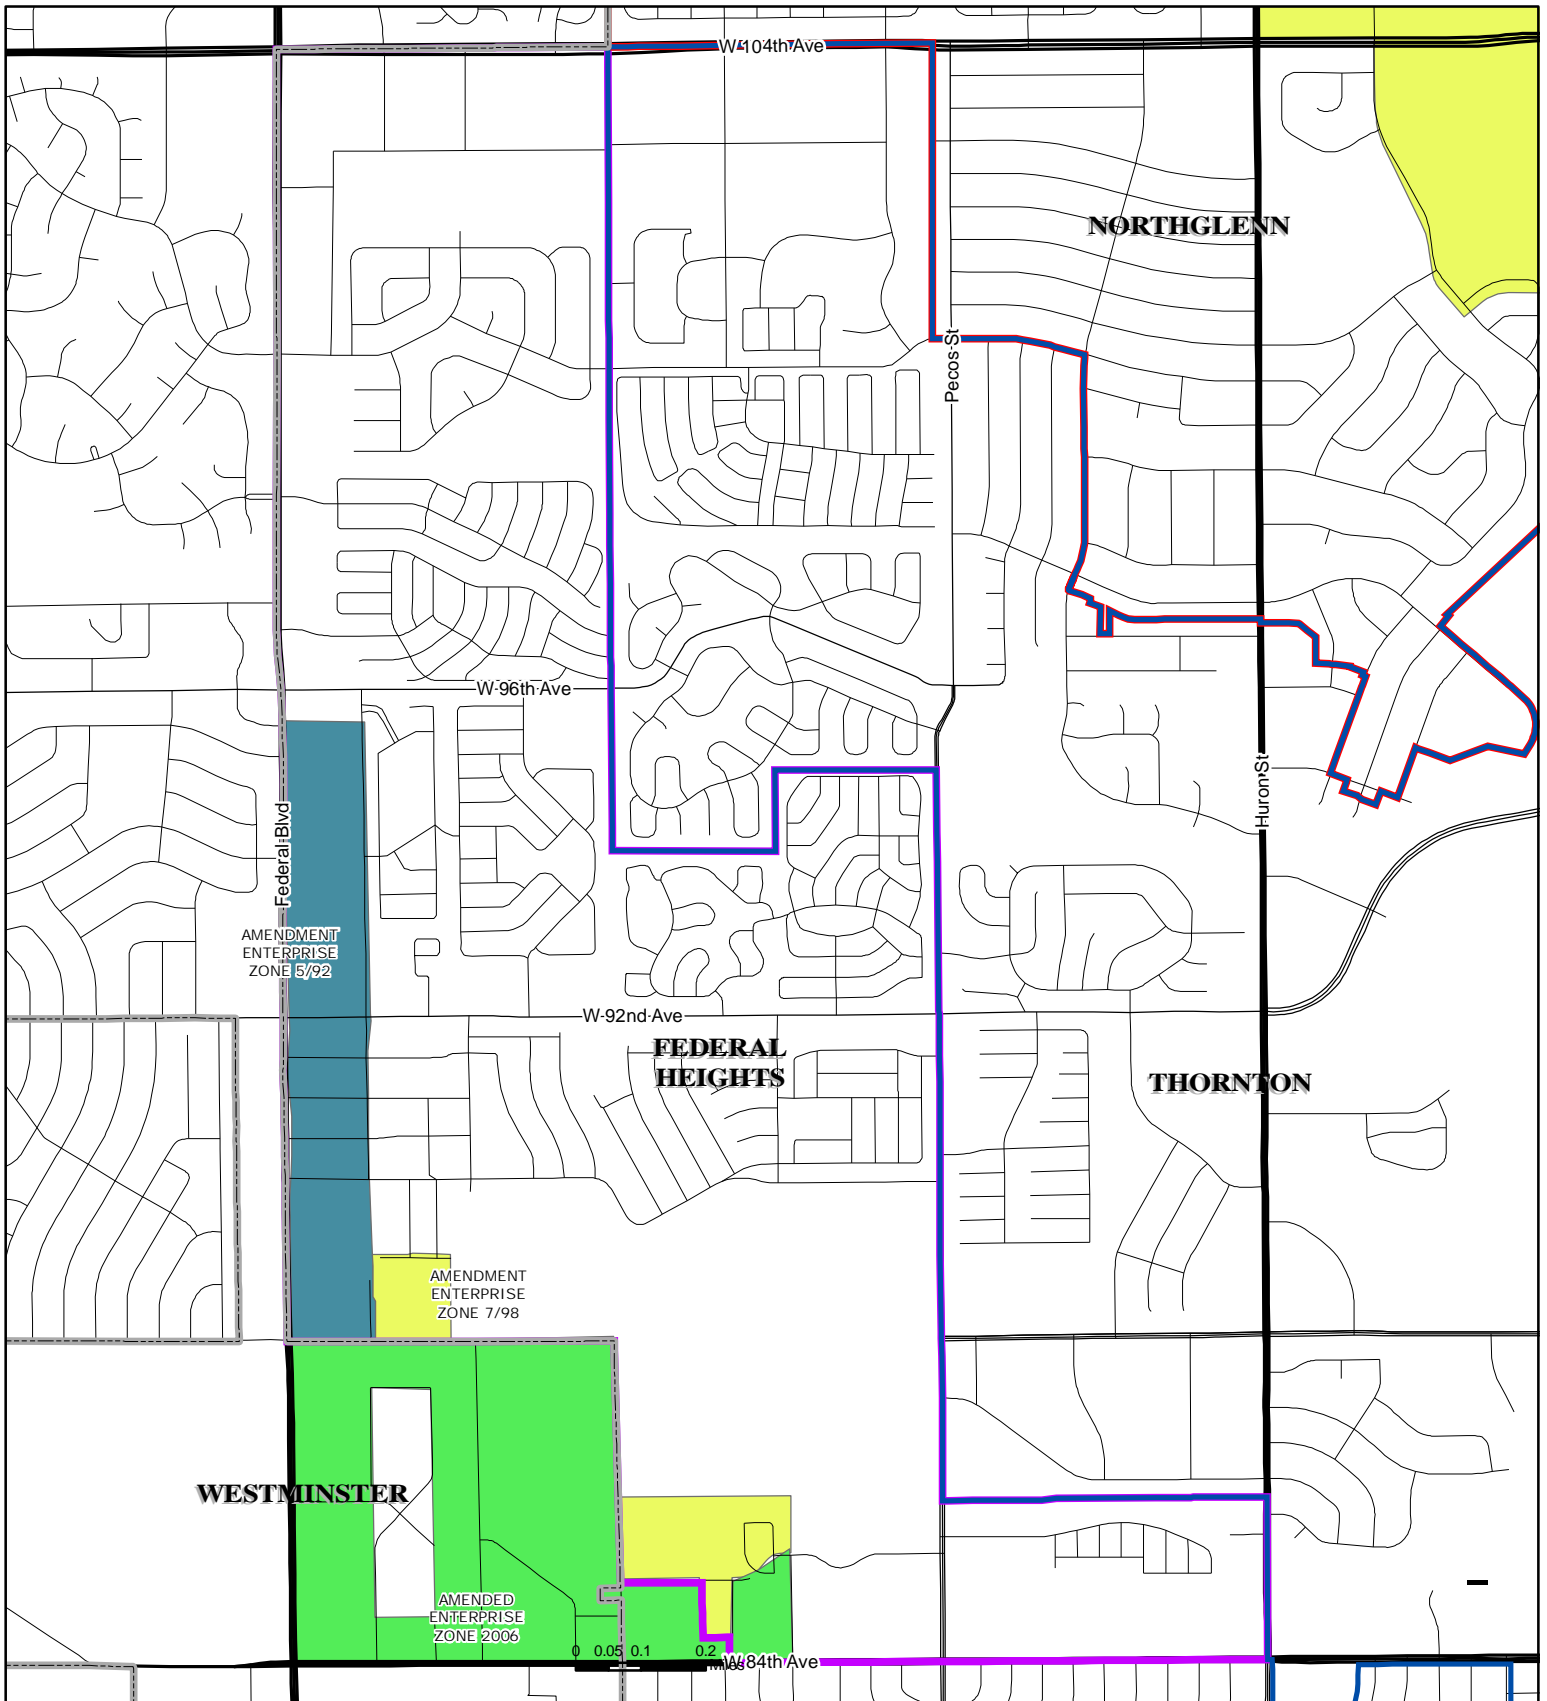 W 104th Ave
NORTHGLENN
Pecos St
W 96th Ave
Huron St
Federal Blvd
AMENDMENT
ENTERPRISE
ZONE 5/92
W 92nd Ave
FEDERAL
HEIGHTS
THORNTON
AMENDMENT
ENTERPRISE
ZONE 7/98
WESTMINSTER
AMENDED
ENTERPRISE
ZONE 2006
0 0.05 0.1 0.2
Miles
W 84th Ave